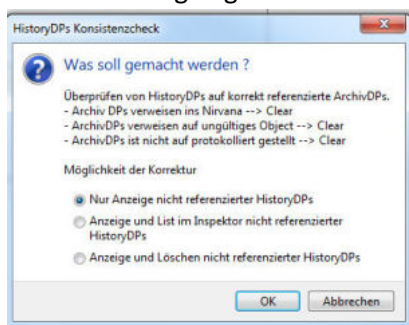 HistoryDPs Konsistenzcheck
Was soll gemacht werden ?
Überprüfen von HistoryDPs auf korrekt referenzierte ArchivDPs.
- Archiv DPs verweisen ins Nirvana --> Clear
- ArchivDPs verweisen auf ungültiges Object --> Clear
- ArchivDPs ist nicht auf protokolliert gestellt --> Clear
Möglichkeit der Korrektur
Nur Anzeige nicht referenzierter HistoryDPs
Anzeige und List im Inspektor nicht referenzierter
HistoryDPs
Anzeige und Löschen nicht referenzierter HistoryDPs
OK Abbrechen